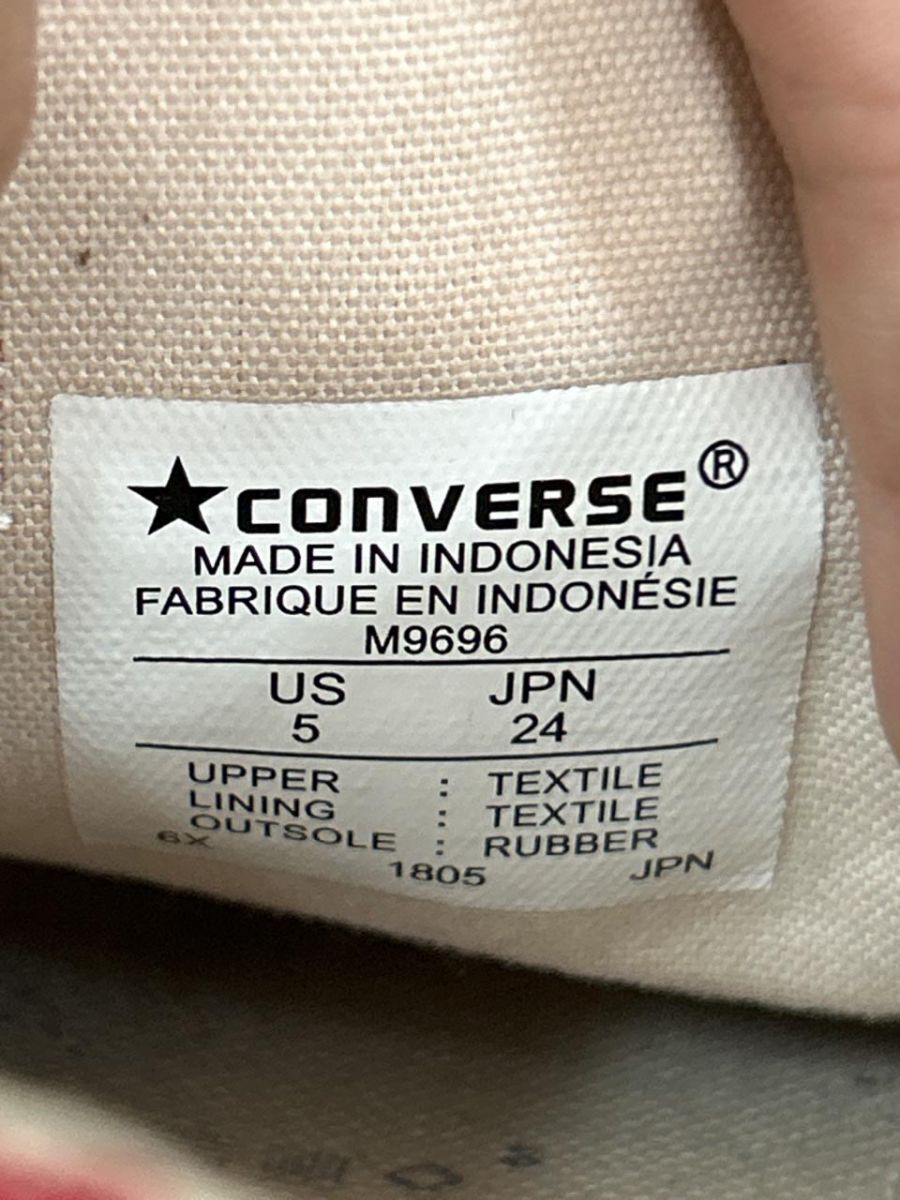 ★CONVERSE®
MADE IN INDONESIA
FABRIQUE EN INDONÉSIE
M9696
US JPN
5 24
UPPER : TEXTILE
LINING : TEXTILE
OUTSOLE : RUBBER
6X 1805 JPN